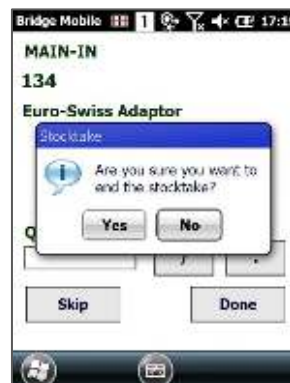 Bridge Mobile 1 17:1
MAIN-IN
134
Euro-Swiss Adaptor
Stocktake
Are you sure you want to
end the stocktake?
Yes No
Q
/ .
Skip Done